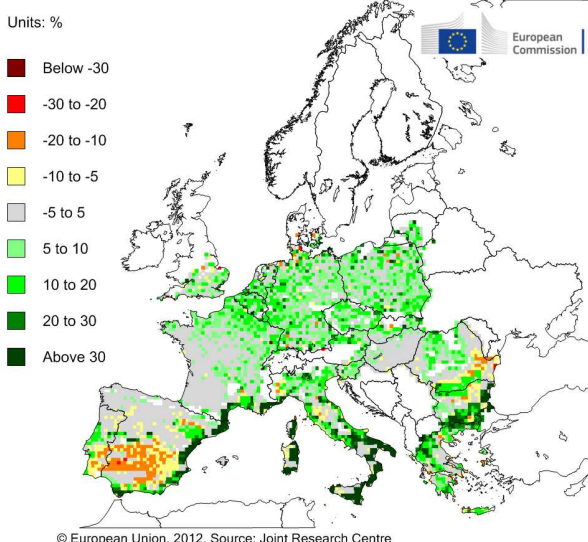 Units: %
European
Commission
Below -30
-30 to -20
-20 to -10
-10 to -5
-5 to 5
5 to 10
10 to 20
20 to 30
Above 30
© European Union, 2012. Source: Joint Research Centre